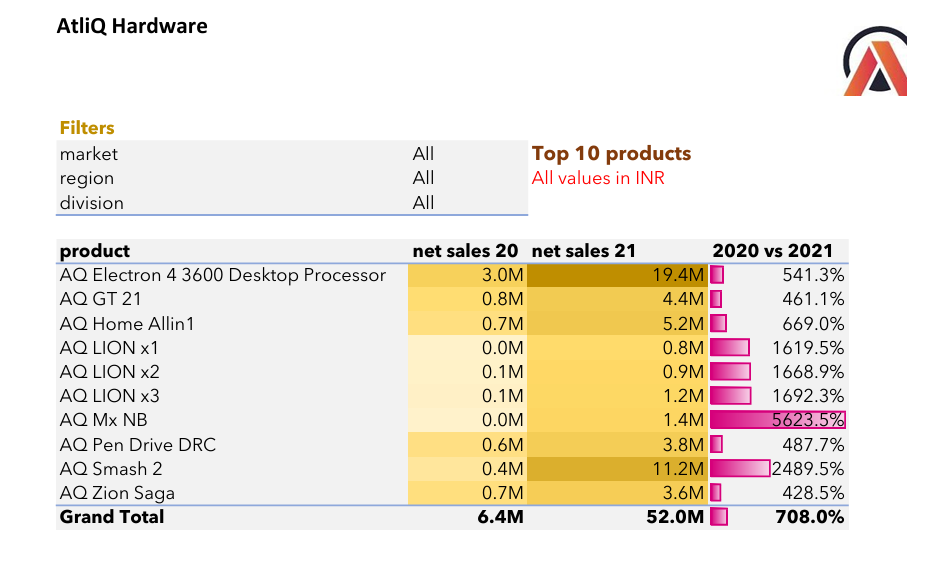 AtliQ Hardware
Filters
market All Top 10 products
region All All values in INR
division All
product net sales 20 net sales 21 2020 vs 2021
AQ Electron 4 3600 Desktop Processor 3.0M 19.4M 541.3%
AQ GT 21 0.8M 4.4M 461.1%
AQ Home Allin1 0.7M 5.2M 669.0%
AQ LION x1 0.0M 0.8M 1619.5%
AQ LION x2 0.1M 0.9M 1668.9%
AQ LION x3 0.1M 1.2M 1692.3%
AQ Mx NB 0.0M 1.4M 5623.5%
AQ Pen Drive DRC 0.6M 3.8M 487.7%
AQ Smash 2 0.4M 11.2M 2489.5%
AQ Zion Saga 0.7M 3.6M 428.5%
Grand Total 6.4M 52.0M 708.0%